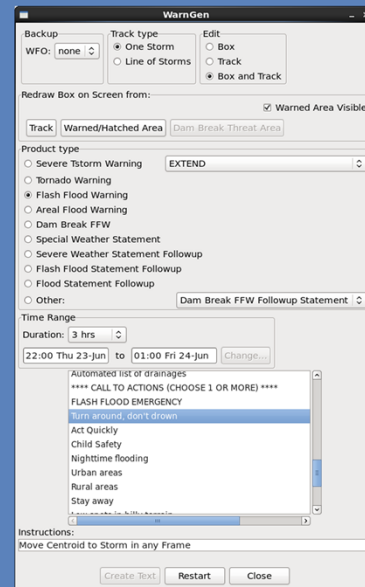 WarnGen
Backup
WFO: none
Track type
One Storm
Line of Storms
Edit
Box
Track
Box and Track
Redraw Box on Screen from:
Warned Area Visible
Track
Warned/Hatched Area
Dam Break Threat Area
Product type
Severe Tstorm Warning
EXTEND
Tornado Warning
Flash Flood Warning
Areal Flood Warning
Dam Break FFW
Special Weather Statement
Severe Weather Statement Followup
Flash Flood Statement Followup
Flood Statement Followup
Other:
Dam Break FFW Followup Statement
Time Range
Duration: 3 hrs
22:00 Thu 23-Jun to 01:00 Fri 24-Jun Change...
Automated list of drainages
**** CALL TO ACTIONS (CHOOSE 1 OR MORE) ****
FLASH FLOOD EMERGENCY
Turn around, don't drown
Act Quickly
Child Safety
Nighttime flooding
Urban areas
Rural areas
Stay away
Low spots in hilly terrain
Instructions:
Move Centroid to Storm in any Frame
Create Text
Restart
Close